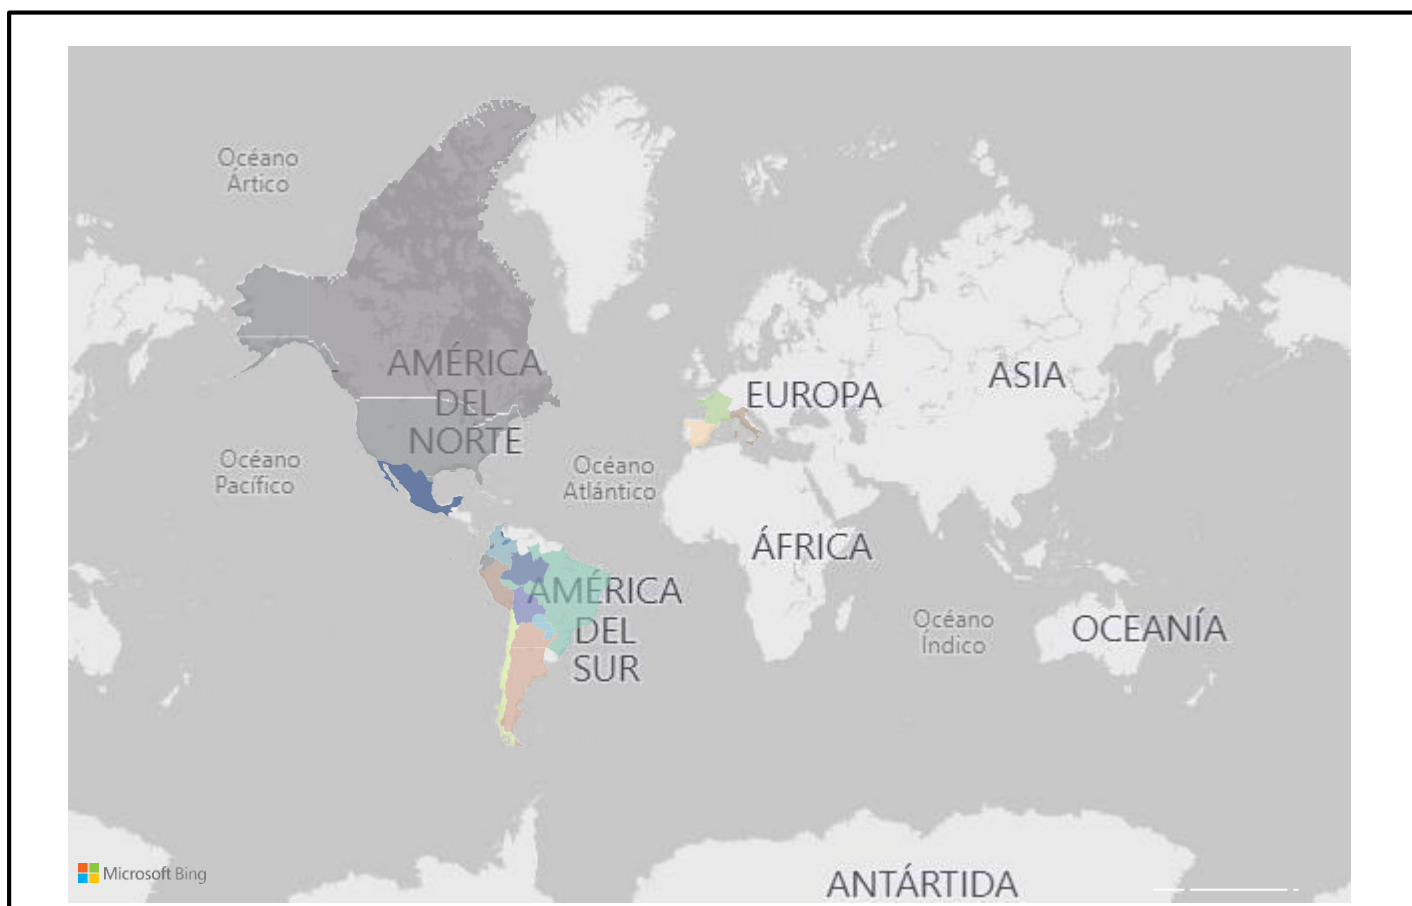 Océano
Ártico
AMÉRICA
DEL
NORTE
EUROPA
ASIA
Océano
Pacífico
Océano
Atlántico
ÁFRICA
AMÉRICA
DEL
SUR
Océano
Índico
OCEANÍA
ANTÁRTIDA
Microsoft Bing